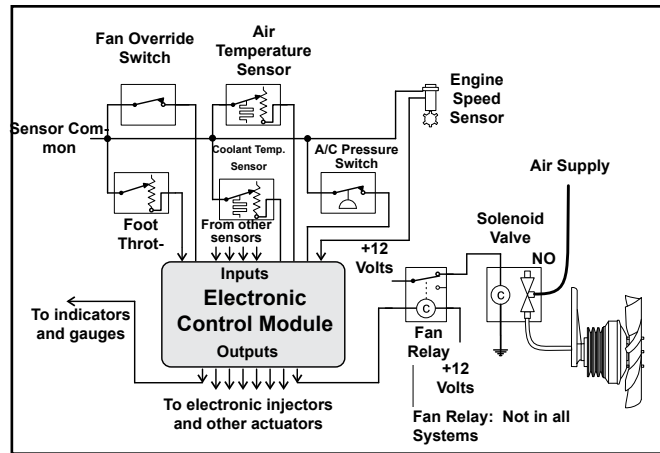 Fan Override
Switch
Air
Temperature
Sensor
Engine
Speed
Sensor
Sensor Com-
mon
Coolant Temp.
Sensor
A/C Pressure
Switch
Air Supply
Foot
Throt-
From other
sensors
+12
Volts
Solenoid
Valve
NO
Inputs
Electronic
Control Module
Outputs
C
C
To indicators
and gauges
Fan
Relay
+12
Volts
To electronic injectors
and other actuators
Fan Relay: Not in all
Systems